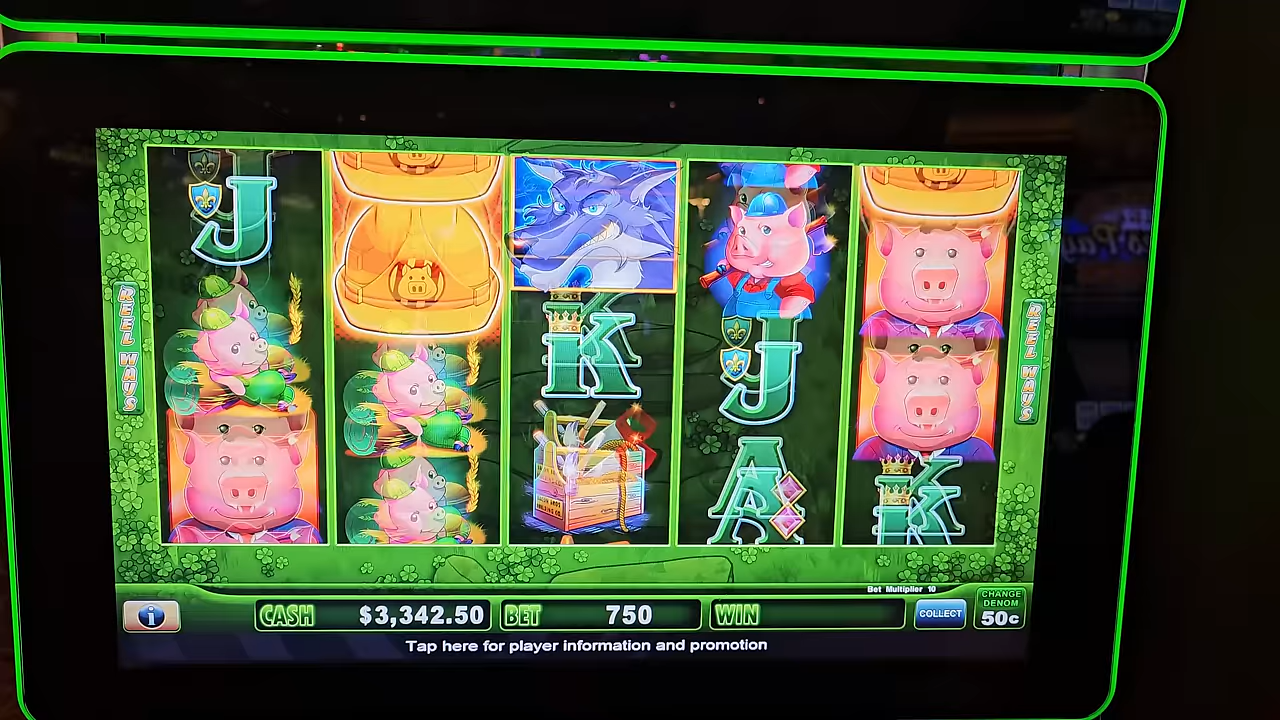 J
K
J
A
K
REEL WAYS
REEL WAYS
Bet Multiplier 10
CASH $3,342.50 BET 750 WIN
COLLECT
CHANGE
DENOM
50¢
Tap here for player information and promotion